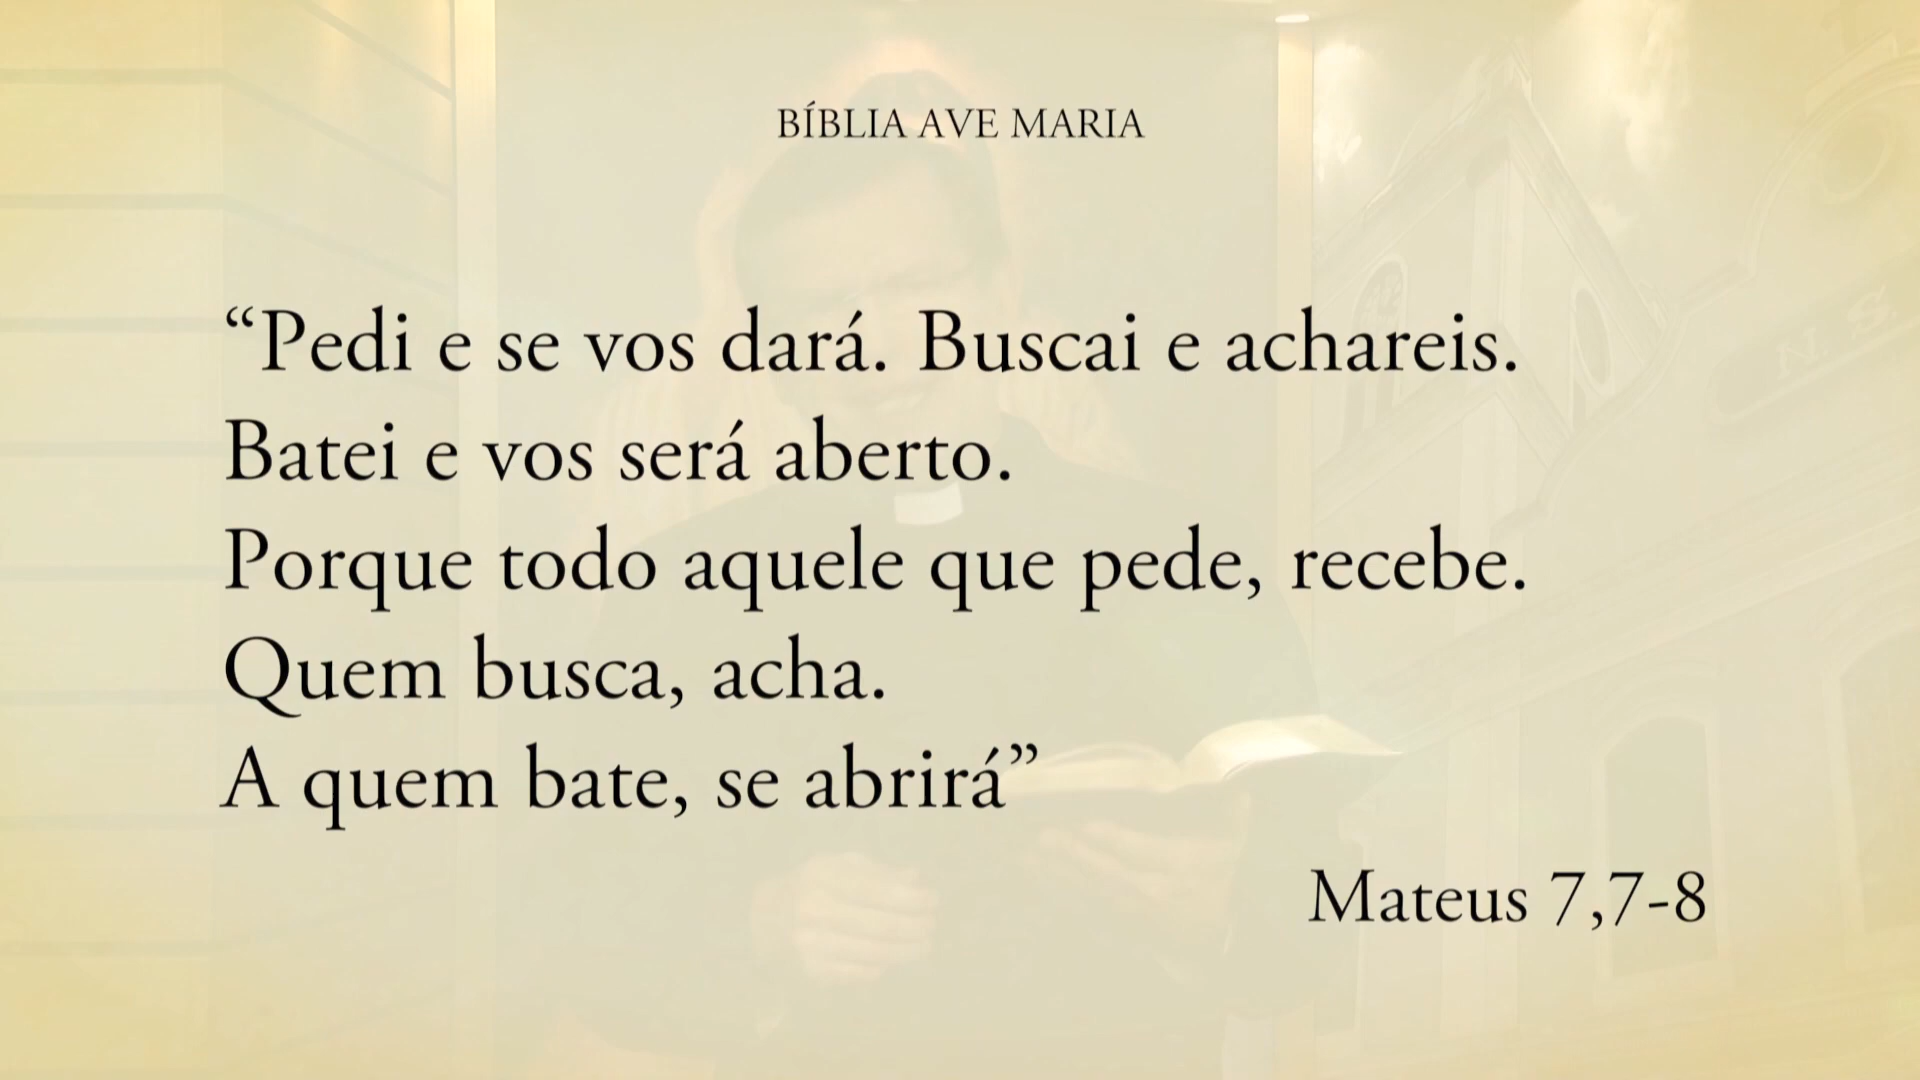 BÍBLIA AVE MARIA
“Pedi e se vos dará. Buscai e achareis.
Batei e vos será aberto.
Porque todo aquele que pede, recebe.
Quem busca, acha.
A quem bate, se abrirá”
Mateus 7,7-8